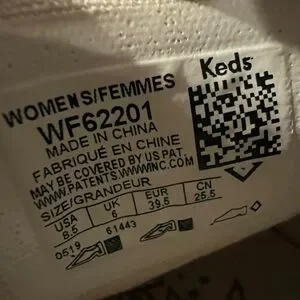 Keds
WOMENS/FEMMES
WF62201
MADE IN CHINA
FABRIQUÉ EN CHINE
MAY BE COVERED BY US PAT.
WWW.PATENTS.WWWINC.COM
SIZE/GRANDEUR
USA UK EUR CN
8.5 6 39.5 25.5
0519 61443